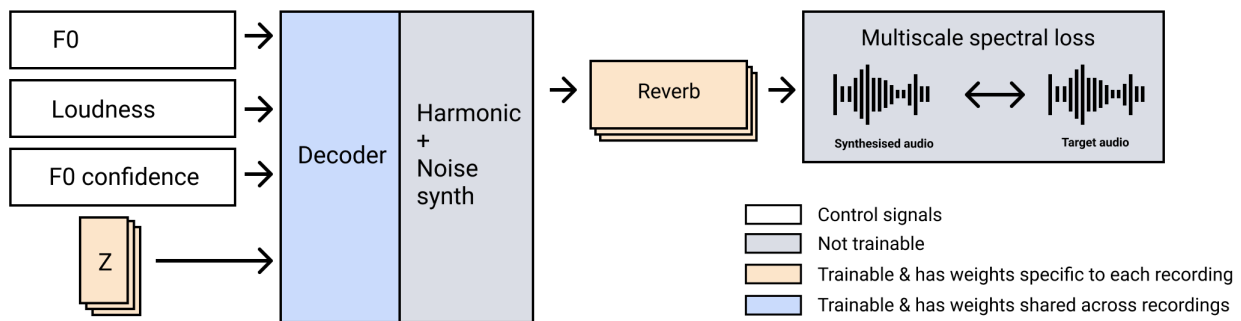 F0
Loudness
F0 confidence
Z
Decoder
Harmonic
+
Noise
synth
Reverb
Multiscale spectral loss
Synthesised audio
Target audio
Control signals
Not trainable
Trainable & has weights specific to each recording
Trainable & has weights shared across recordings